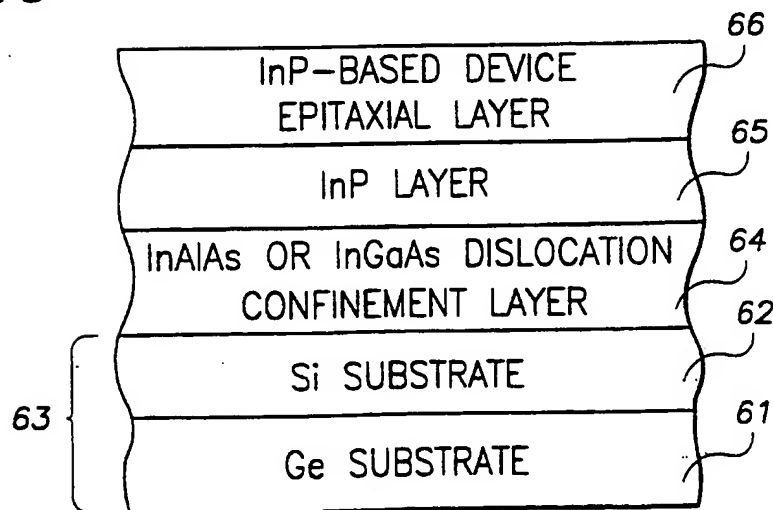 66
InP-BASED DEVICE
EPITAXIAL LAYER
65
InP LAYER
InAlAs OR InGaAs DISLOCATION
CONFINEMENT LAYER
64
62
Si SUBSTRATE
63
61
Ge SUBSTRATE